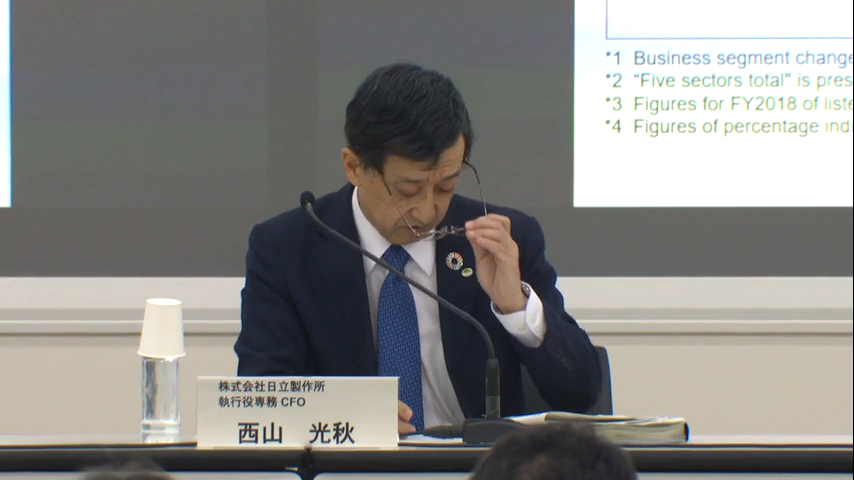 *1 Business segment change
*2 "Five sectors total" is pres
*3 Figures for FY2018 of liste
*4 Figures of percentage ind
株式会社日立製作所
執行役専務 CFO
西山 光秋